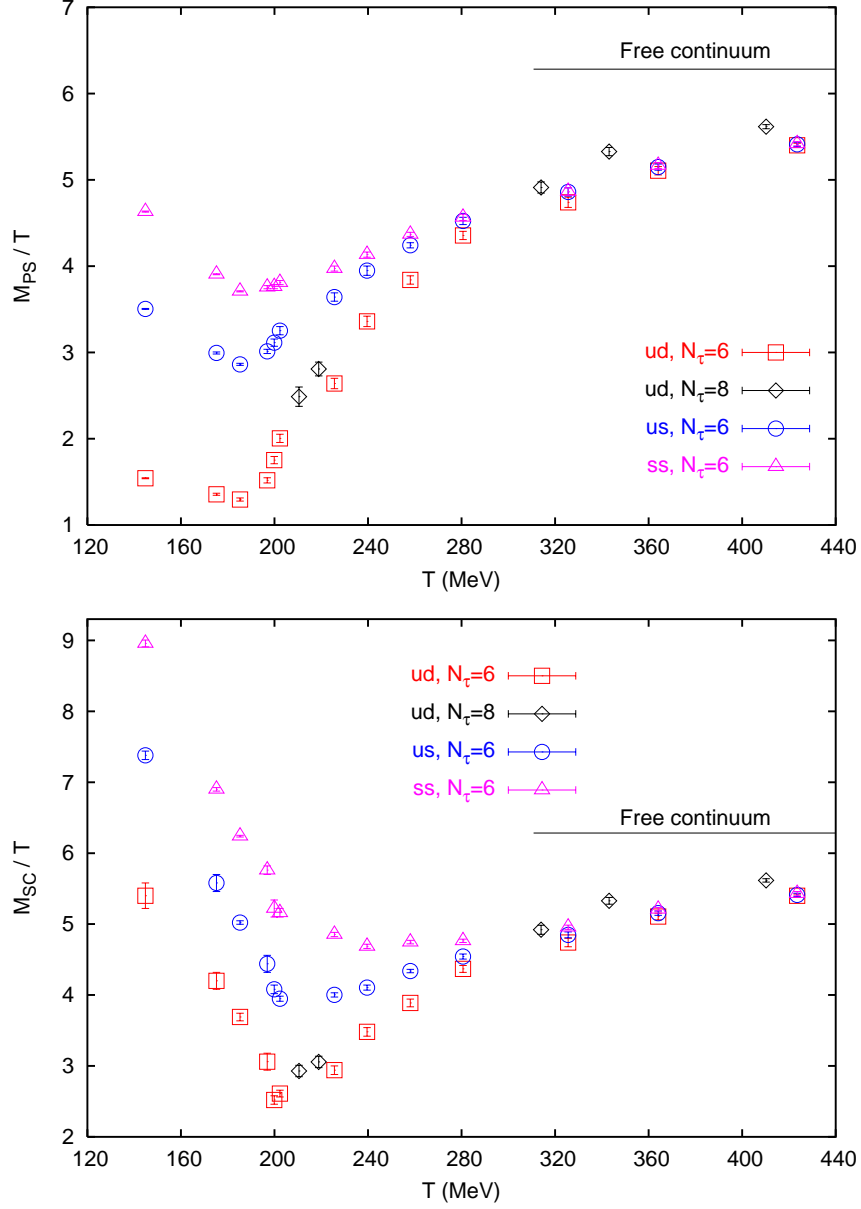 7
6
5
4
3
2
1
M_PS / T
Free continuum
ud, N_τ=6
ud, N_τ=8
us, N_τ=6
ss, N_τ=6
120 160 200 240 280 320 360 400 440
T (MeV)
9
8
7
6
5
4
3
2
M_SC / T
ud, N_τ=6
ud, N_τ=8
us, N_τ=6
ss, N_τ=6
Free continuum
120 160 200 240 280 320 360 400 440
T (MeV)